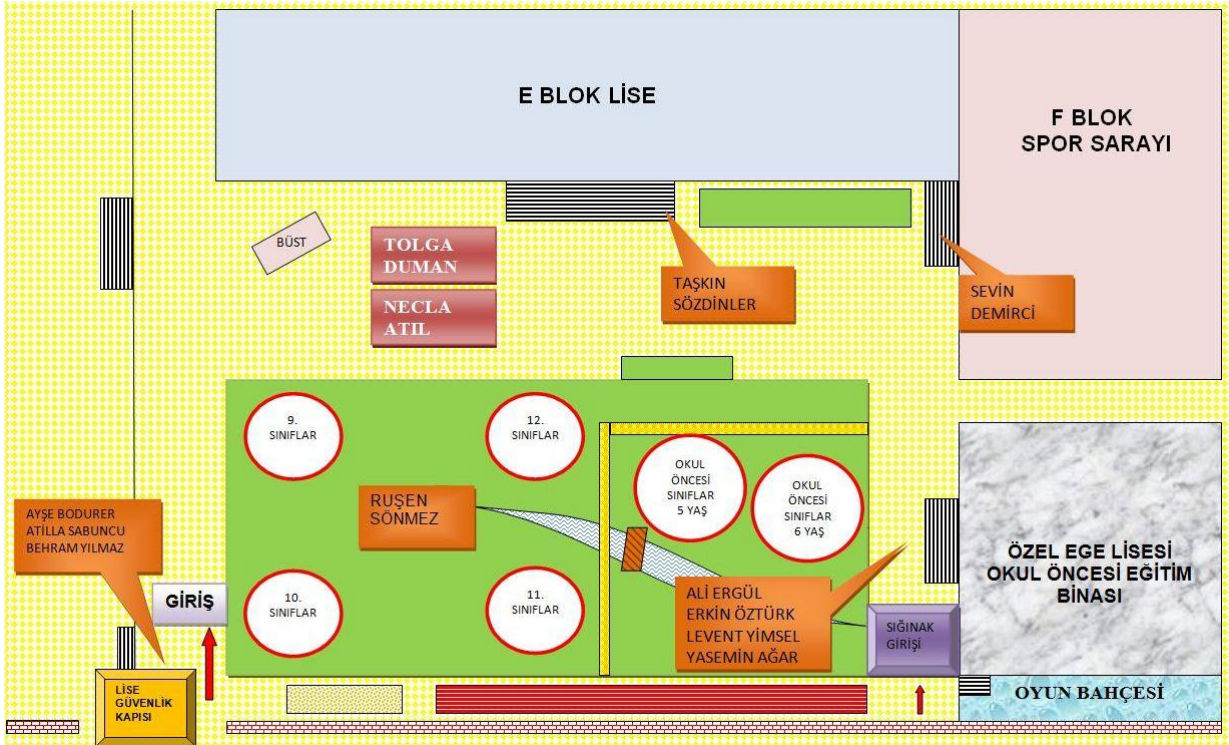 E BLOK LİSE
F BLOK
SPOR SARAYI
BÜST
TOLGA
DUMAN
NECLA
ATIL
TAŞKIN
SÖZDİNLER
SEVİN
DEMİRCİ
9.
SINIFLAR
12.
SINIFLAR
OKUL
ÖNCESİ
SINIFLAR
5 YAŞ
OKUL
ÖNCESİ
SINIFLAR
6 YAŞ
RUŞEN
SÖNMEZ
AYŞE BODURER
ATİLLA SABUNCU
BEHRAM YILMAZ
GİRİŞ
10.
SINIFLAR
11.
SINIFLAR
ALİ ERGÜL
ERKİN ÖZTÜRK
LEVENT YİMSEL
YASEMİN AĞAR
SIĞINAK
GİRİŞİ
ÖZEL EGE LİSESİ
OKUL ÖNCESİ EĞİTİM
BİNASI
LİSE
GÜVENLİK
KAPISI
OYUN BAHÇESİ